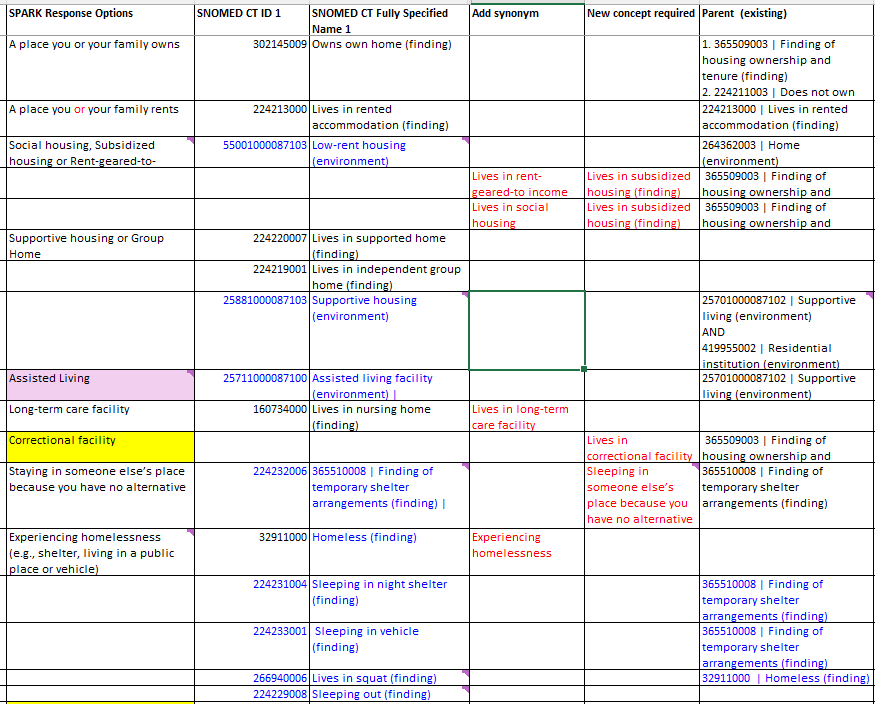 SPARK Response Options SNOMED CT ID 1 SNOMED CT Fully Specified Name 1 Add synonym New concept required Parent (existing)
A place you or your family owns 302145009 Owns own home (finding) 1. 365509003 | Finding of
housing ownership and
tenure (finding)
2. 224211003 | Does not own
A place you or your family rents 224213000 Lives in rented 224213000 | Lives in rented
accommodation (finding) accommodation (finding)
Social housing, Subsidized 55001000087103 Low-rent housing 264362003 | Home
housing or Rent-geared-to- (environment) (environment)
Lives in rent- Lives in subsidized 365509003 | Finding of
geared-to income housing (finding) housing ownership and
Lives in social Lives in subsidized 365509003 | Finding of
housing housing (finding) housing ownership and
Supportive housing or Group 224220007 Lives in supported home
Home (finding)
224219001 Lives in independent group
home (finding)
25881000087103 Supportive housing 25701000087102 | Supportive
(environment) living (environment)
AND
419955002 | Residential
institution (environment)
Assisted Living 25711000087100 Assisted living facility 25701000087102 | Supportive
(environment) | living (environment)
Long-term care facility 160734000 Lives in nursing home Lives in long-term
(finding) care facility
Correctional facility Lives in 365509003 | Finding of
correctional facility housing ownership and
Staying in someone else's place 224232006 365510008 | Finding of Sleeping in 365510008 | Finding of
because you have no alternative temporary shelter someone else's temporary shelter
arrangements (finding) | place because you arrangements (finding)
have no alternative
Experiencing homelessness 32911000 Homeless (finding) Experiencing
(e.g., shelter, living in a public homelessness
place or vehicle)
224231004 Sleeping in night shelter 365510008 | Finding of
(finding) temporary shelter
arrangements (finding)
224233001 Sleeping in vehicle 365510008 | Finding of
(finding) temporary shelter
arrangements (finding)
266940006 Lives in squat (finding) 32911000 | Homeless (finding)
224229008 Sleeping out (finding)